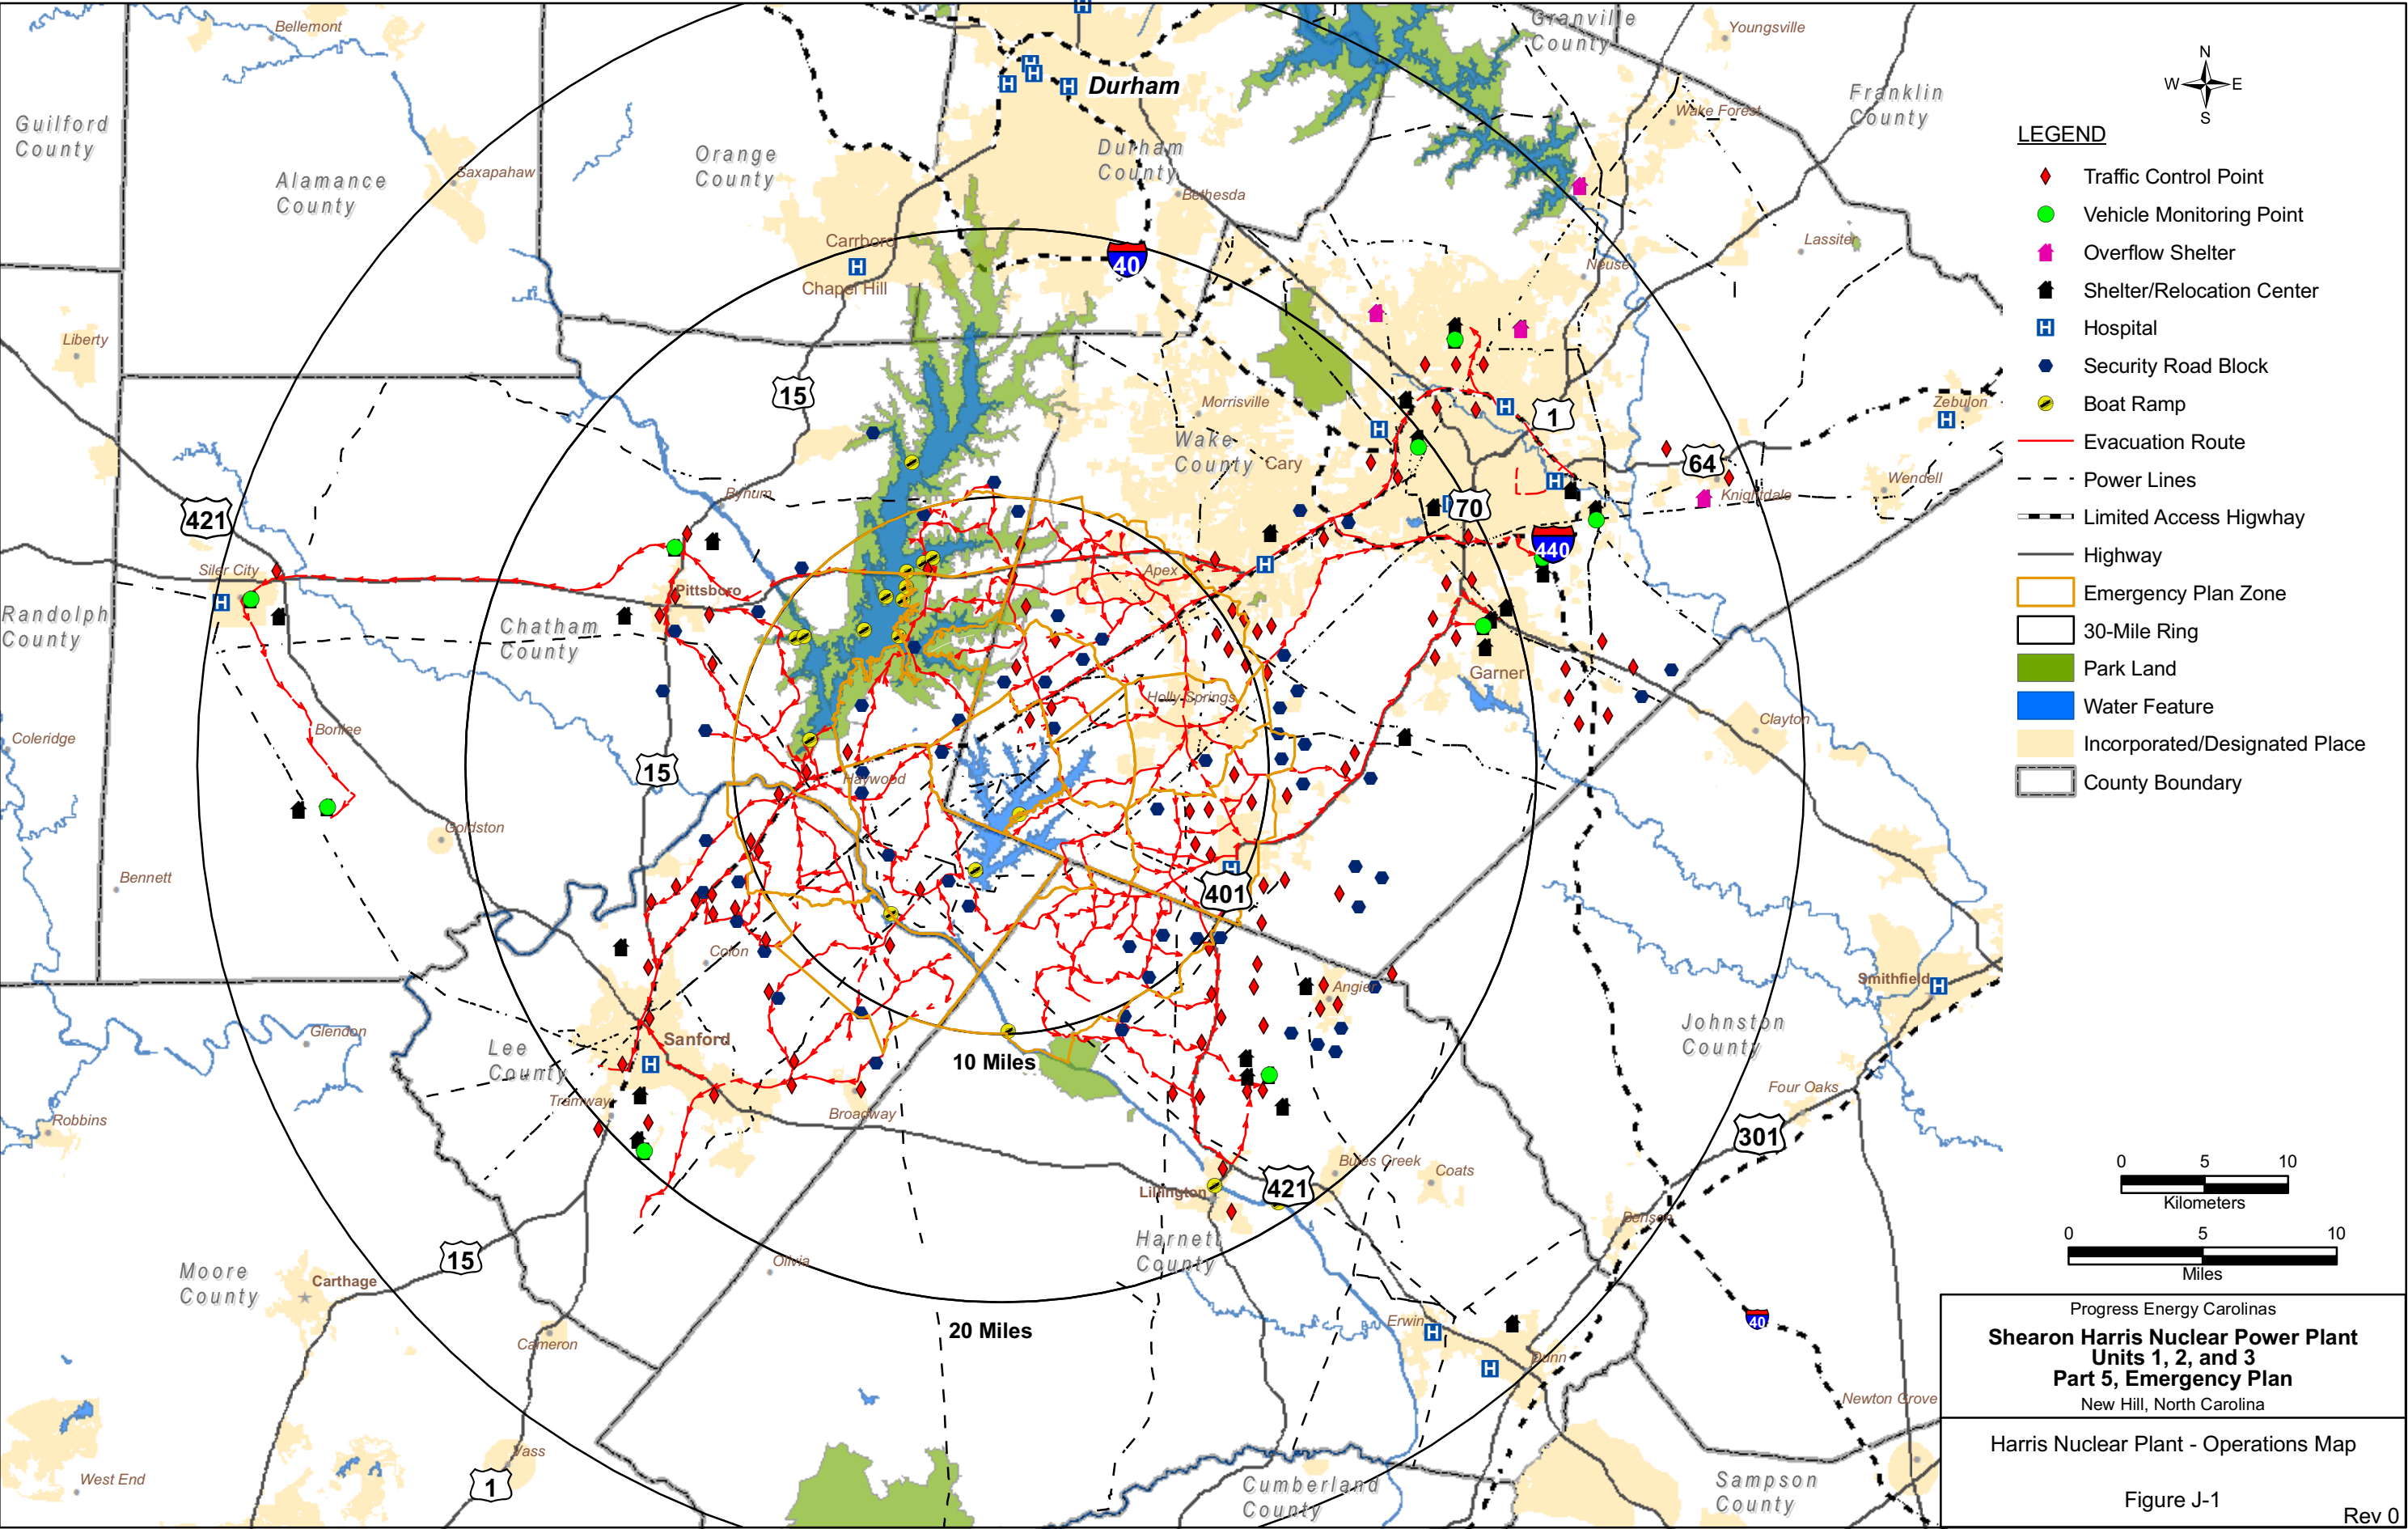 Bellemont
Granville
County
Youngsville
N
W
E
S
Guilford
County
Durham
Wake Forest
Franklin
County
Alamance
County
Saxapahaw
Orange
County
Durham
County
Bethesda
Carrboro
Chapel Hill
40
Lassiter
Neuse
Liberty
15
Morrisville
Wake
County
Cary
1
64
Zebulon
Wendell
Knightdale
421
Bynum
70
440
Siler City
Pittsboro
Apex
Randolph
County
Chatham
County
Garner
Holly Springs
Clayton
Coleridge
Bonlee
15
Haywood
Goldston
Bennett
401
Colon
Angier
Smithfield
Glendon
Sanford
Lee
County
10 Miles
Johnston
County
Tramway
Broadway
Four Oaks
Robbins
301
Buies Creek
Coats
Lillington
421
Benson
Harnett
County
15
Olivia
Moore
County
Carthage
20 Miles
Erwin
40
Cameron
Dunn
Newton Grove
Vass
West End
1
Cumberland
County
Sampson
County
LEGEND
Traffic Control Point
Vehicle Monitoring Point
Overflow Shelter
Shelter/Relocation Center
H Hospital
Security Road Block
Boat Ramp
Evacuation Route
Power Lines
Limited Access Higwhay
Highway
Emergency Plan Zone
30-Mile Ring
Park Land
Water Feature
Incorporated/Designated Place
County Boundary
0 5 10
Kilometers
0 5 10
Miles
Progress Energy Carolinas
Shearon Harris Nuclear Power Plant
Units 1, 2, and 3
Part 5, Emergency Plan
New Hill, North Carolina
Harris Nuclear Plant - Operations Map
Figure J-1
Rev 0